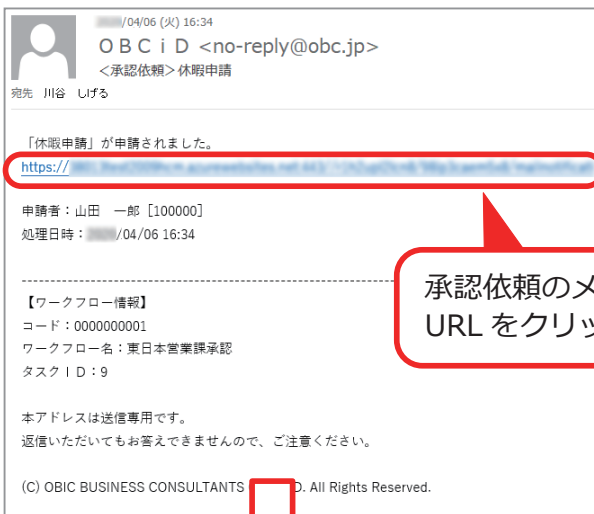 /04/06 (火) 16:34
ＯＢＣｉＤ <no-reply@obc.jp>
<承認依頼> 休暇申請
宛先 川谷 しげる
「休暇申請」が申請されました。
https://
申請者：山田　一郎［100000］
処理日時： /04/06 16:34
承認依頼のメ
URL をクリッ
【ワークフロー情報】
コード：0000000001
ワークフロー名：東日本営業課承認
タスクＩＤ：9
本アドレスは送信専用です。
返信いただいてもお答えできませんので、ご注意ください。
(C) OBIC BUSINESS CONSULTANTS D. All Rights Reserved.